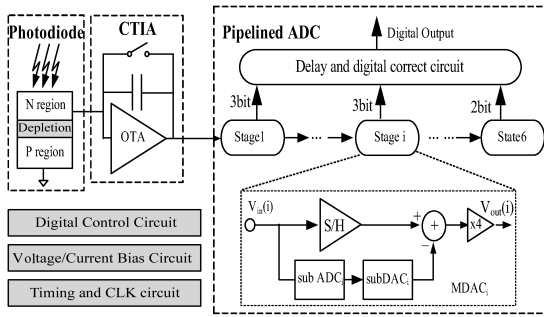 Photodiode
CTIA
Pipelined ADC
Digital Output
Delay and digital correct circuit
3bit
3bit
2bit
N region
Depletion
P region
OTA
Stage1
...
Stage i
...
State6
Digital Control Circuit
Voltage/Current Bias Circuit
Timing and CLK circuit
Vin(i)
S/H
+
+
−
x4
Vout(i)
sub ADCi
subDACi
MDACi